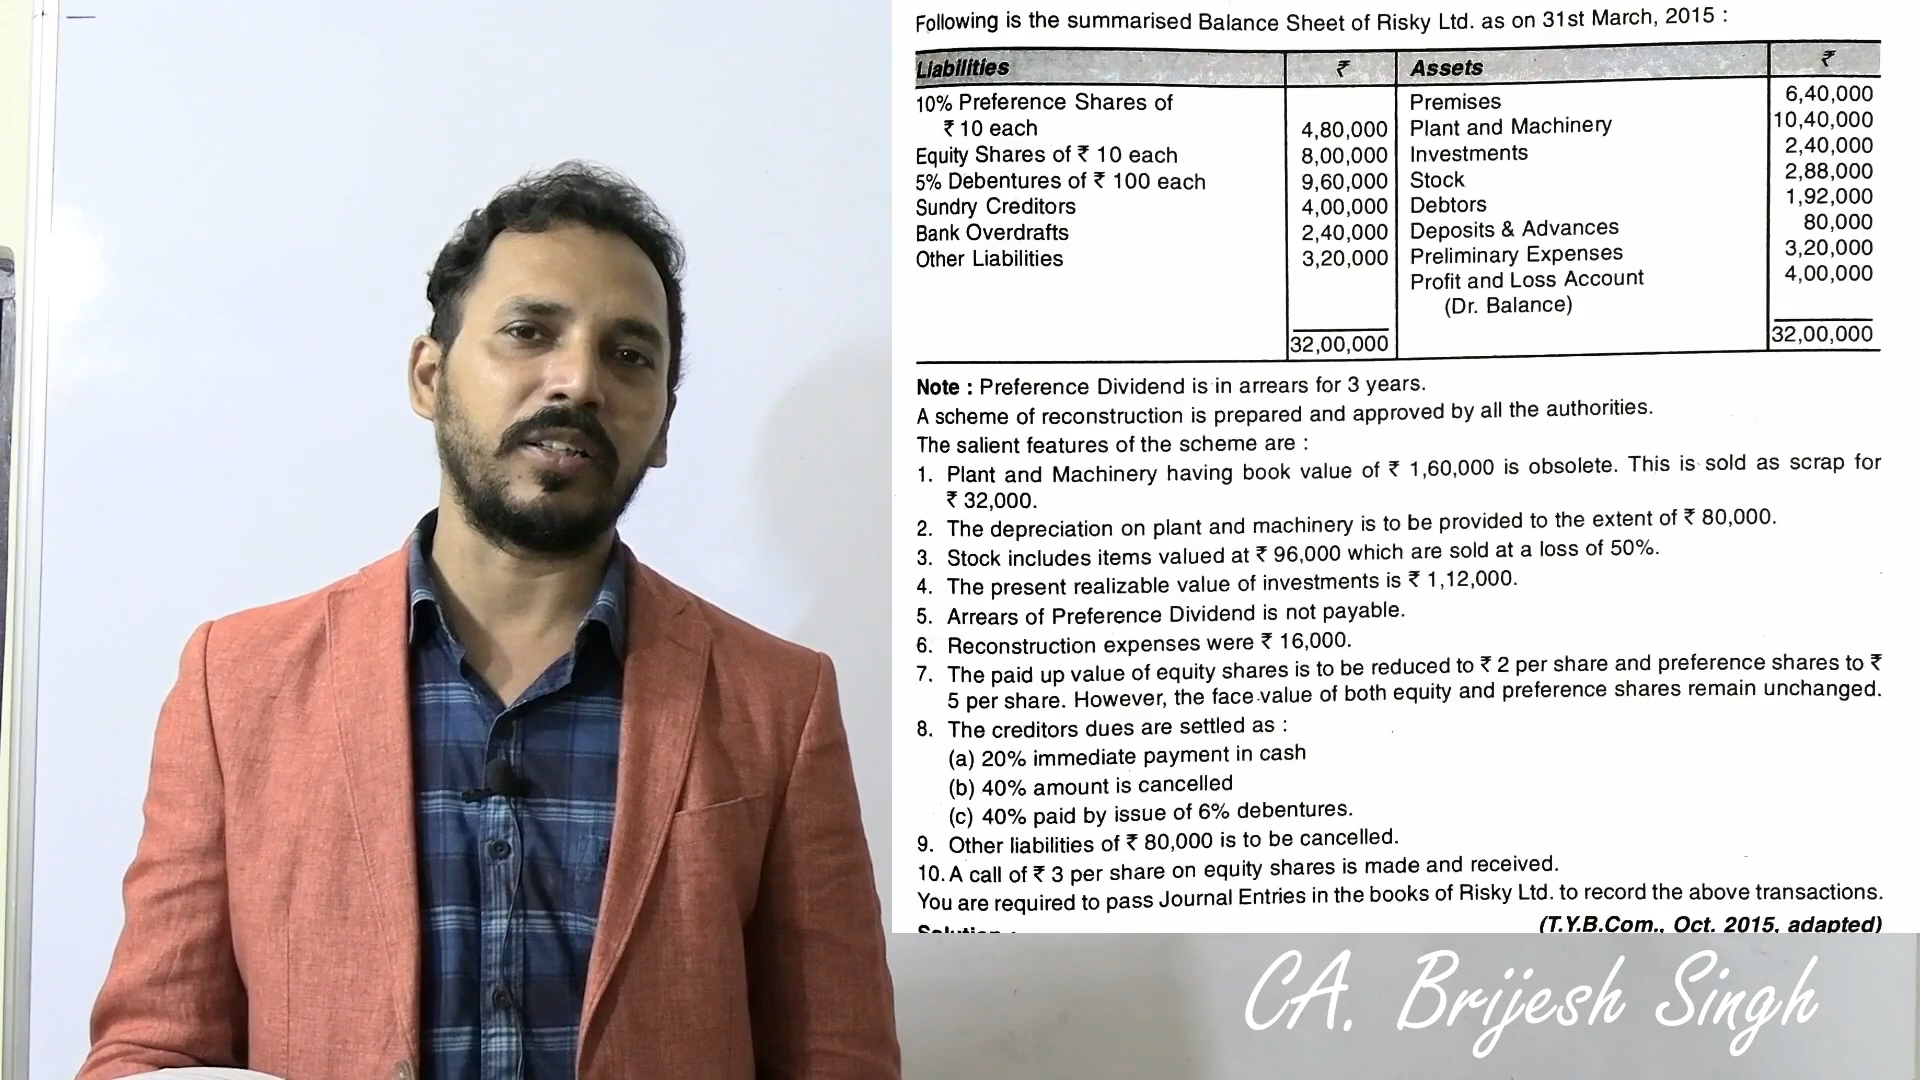 Following is the summarised Balance Sheet of Risky Ltd. as on 31st March, 2015 :
Liabilities ₹ Assets ₹
10% Preference Shares of Premises 6,40,000
₹ 10 each 4,80,000 Plant and Machinery 10,40,000
Equity Shares of ₹ 10 each 8,00,000 Investments 2,40,000
5% Debentures of ₹ 100 each 9,60,000 Stock 2,88,000
Sundry Creditors 4,00,000 Debtors 1,92,000
Bank Overdrafts 2,40,000 Deposits & Advances 80,000
Other Liabilities 3,20,000 Preliminary Expenses 3,20,000
Profit and Loss Account 4,00,000
(Dr. Balance)
32,00,000 32,00,000
Note : Preference Dividend is in arrears for 3 years.
A scheme of reconstruction is prepared and approved by all the authorities.
The salient features of the scheme are :
1. Plant and Machinery having book value of ₹ 1,60,000 is obsolete. This is sold as scrap for
₹ 32,000.
2. The depreciation on plant and machinery is to be provided to the extent of ₹ 80,000.
3. Stock includes items valued at ₹ 96,000 which are sold at a loss of 50%.
4. The present realizable value of investments is ₹ 1,12,000.
5. Arrears of Preference Dividend is not payable.
6. Reconstruction expenses were ₹ 16,000.
7. The paid up value of equity shares is to be reduced to ₹ 2 per share and preference shares to ₹
5 per share. However, the face value of both equity and preference shares remain unchanged.
8. The creditors dues are settled as :
(a) 20% immediate payment in cash
(b) 40% amount is cancelled
(c) 40% paid by issue of 6% debentures.
9. Other liabilities of ₹ 80,000 is to be cancelled.
10. A call of ₹ 3 per share on equity shares is made and received.
You are required to pass Journal Entries in the books of Risky Ltd. to record the above transactions.
(T.Y.B.Com., Oct. 2015, adapted)
Solution :
CA. Brijesh Singh